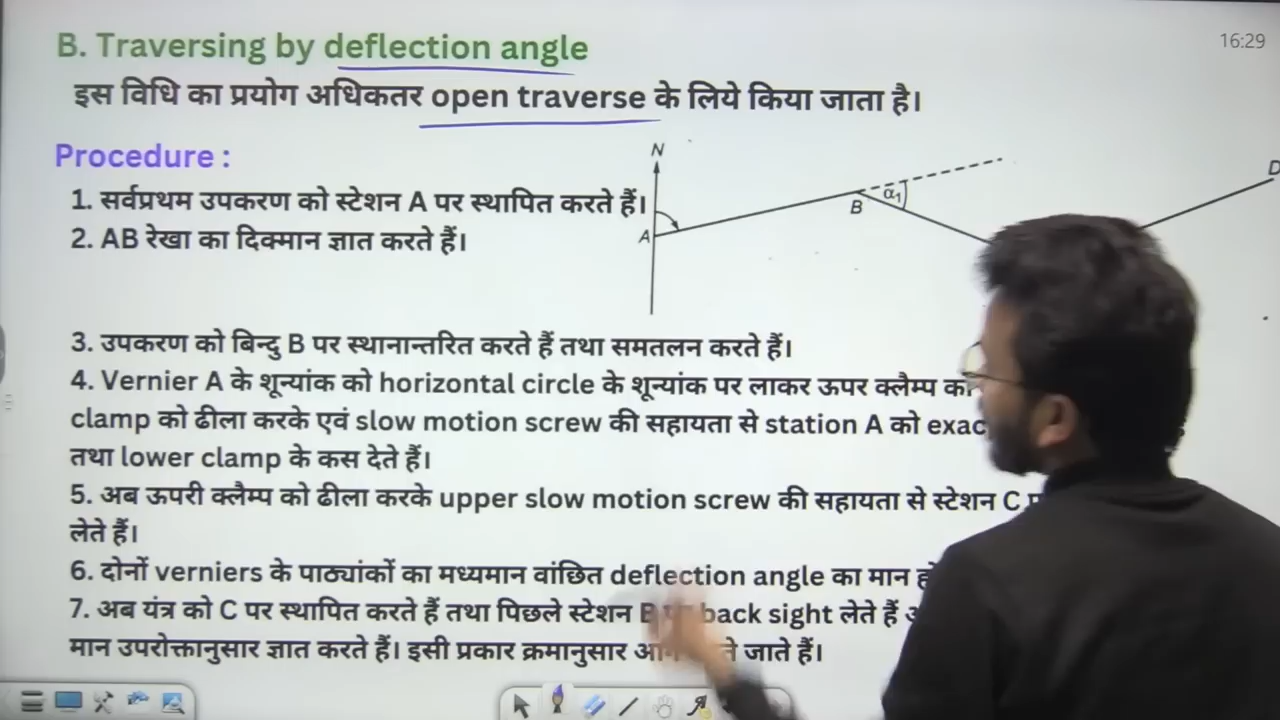 B. Traversing by deflection angle
16:29
इस विधि का प्रयोग अधिकतर open traverse के लिये किया जाता है।
Procedure :
1. सर्वप्रथम उपकरण को स्टेशन A पर स्थापित करते हैं।
2. AB रेखा का दिक्मान ज्ञात करते हैं।
N
A
B
α1
D
3. उपकरण को बिन्दु B पर स्थानान्तरित करते हैं तथा समतलन करते हैं।
4. Vernier A के शून्यांक को horizontal circle के शून्यांक पर लाकर ऊपर क्लैम्प
clamp को ढीला करके एवं slow motion screw की सहायता से station A को
तथा lower clamp के कस देते हैं।
5. अब ऊपरी क्लैम्प को ढीला करके upper slow motion screw की सहायता से स्टेशन C
लेते हैं।
6. दोनों verniers के पाठ्यांकों का मध्यमान वांछित deflection angle का मान
7. अब यंत्र को C पर स्थापित करते हैं तथा पिछले स्टेशन B back sight लेते हैं
मान उपरोक्तानुसार ज्ञात करते हैं। इसी प्रकार क्रमानुसार जाते हैं।